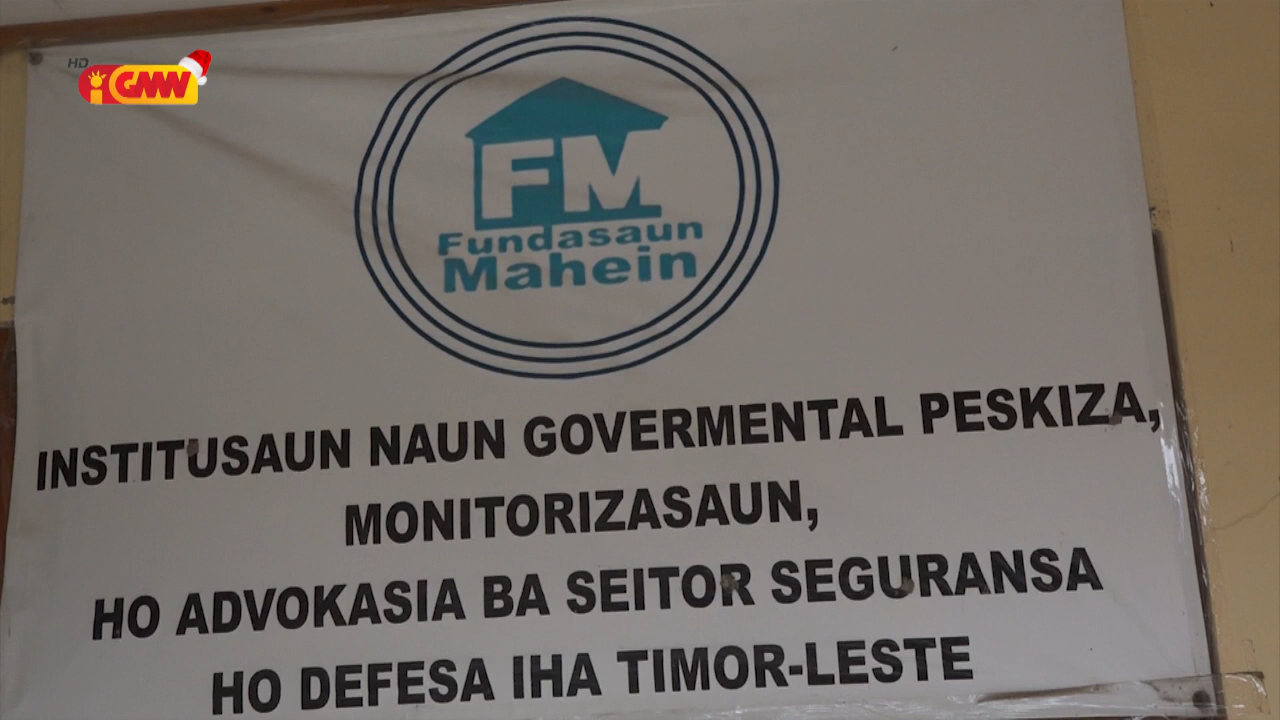 HD
GMN
FM
Fundasaun
Mahein
INSTITUSAUN NAUN GOVERMENTAL PESKIZA,
MONITORIZASAUN,
HO ADVOKASIA BA SEITOR SEGURANSA
HO DEFESA IHA TIMOR-LESTE